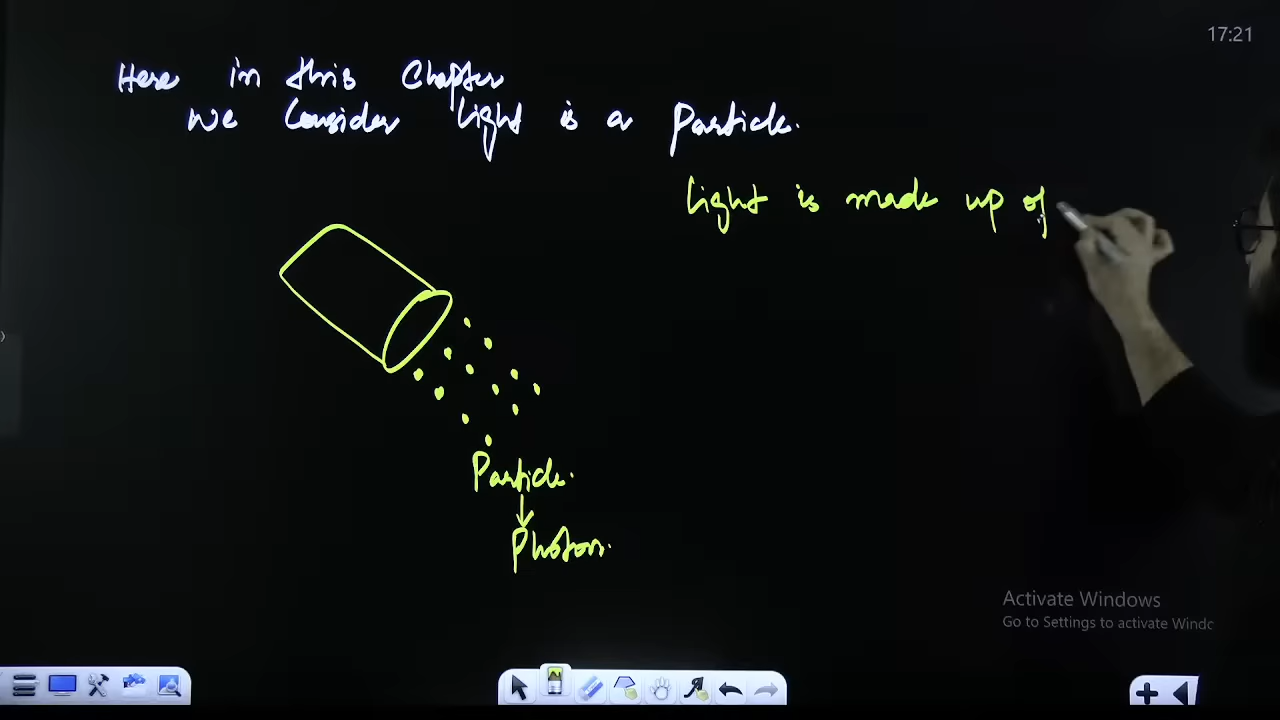 17:21
Here in this Chapter
We Consider light is a Particle.
light is made up of
Particle.
Photon.
Activate Windows
Go to Settings to activate Windc